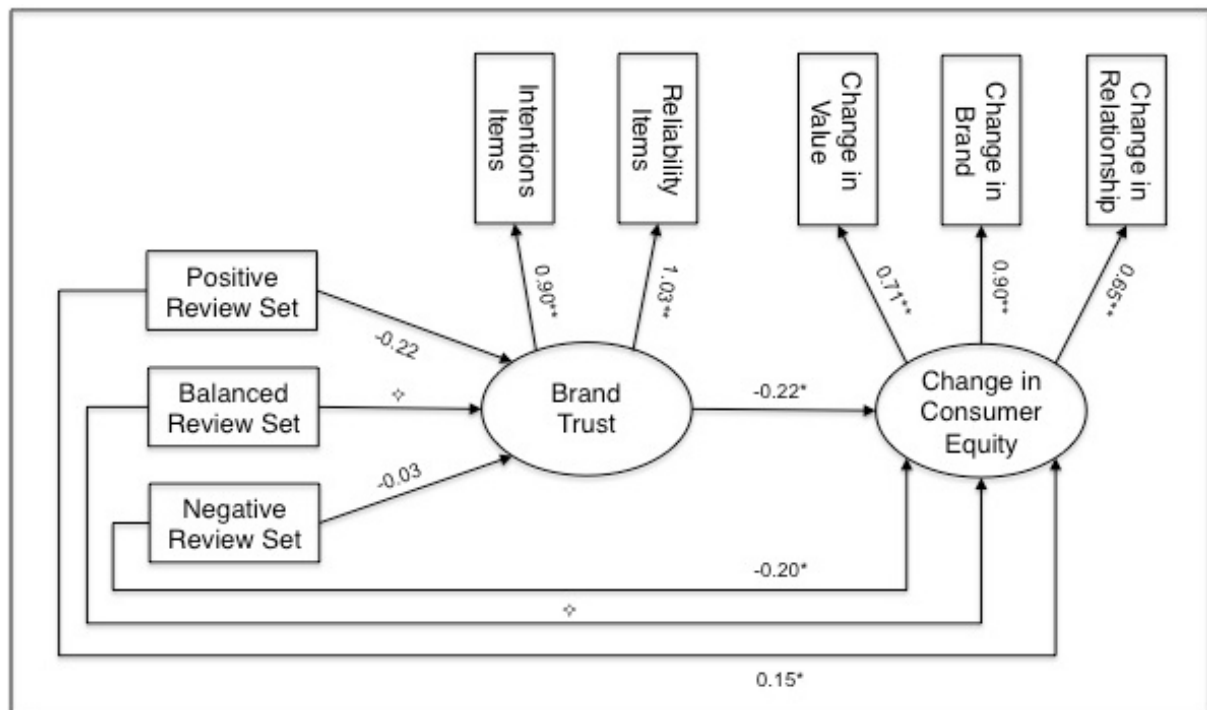 Intentions
Items
Reliability
Items
Change in
Value
Change in
Brand
Change in
Relationship
0.90**
1.03**
0.71**
0.90**
0.65**
Positive
Review Set
-0.22
Balanced
Review Set
✧
Brand
Trust
-0.22*
Change in
Consumer
Equity
Negative
Review Set
-0.03
-0.20*
✧
0.15*